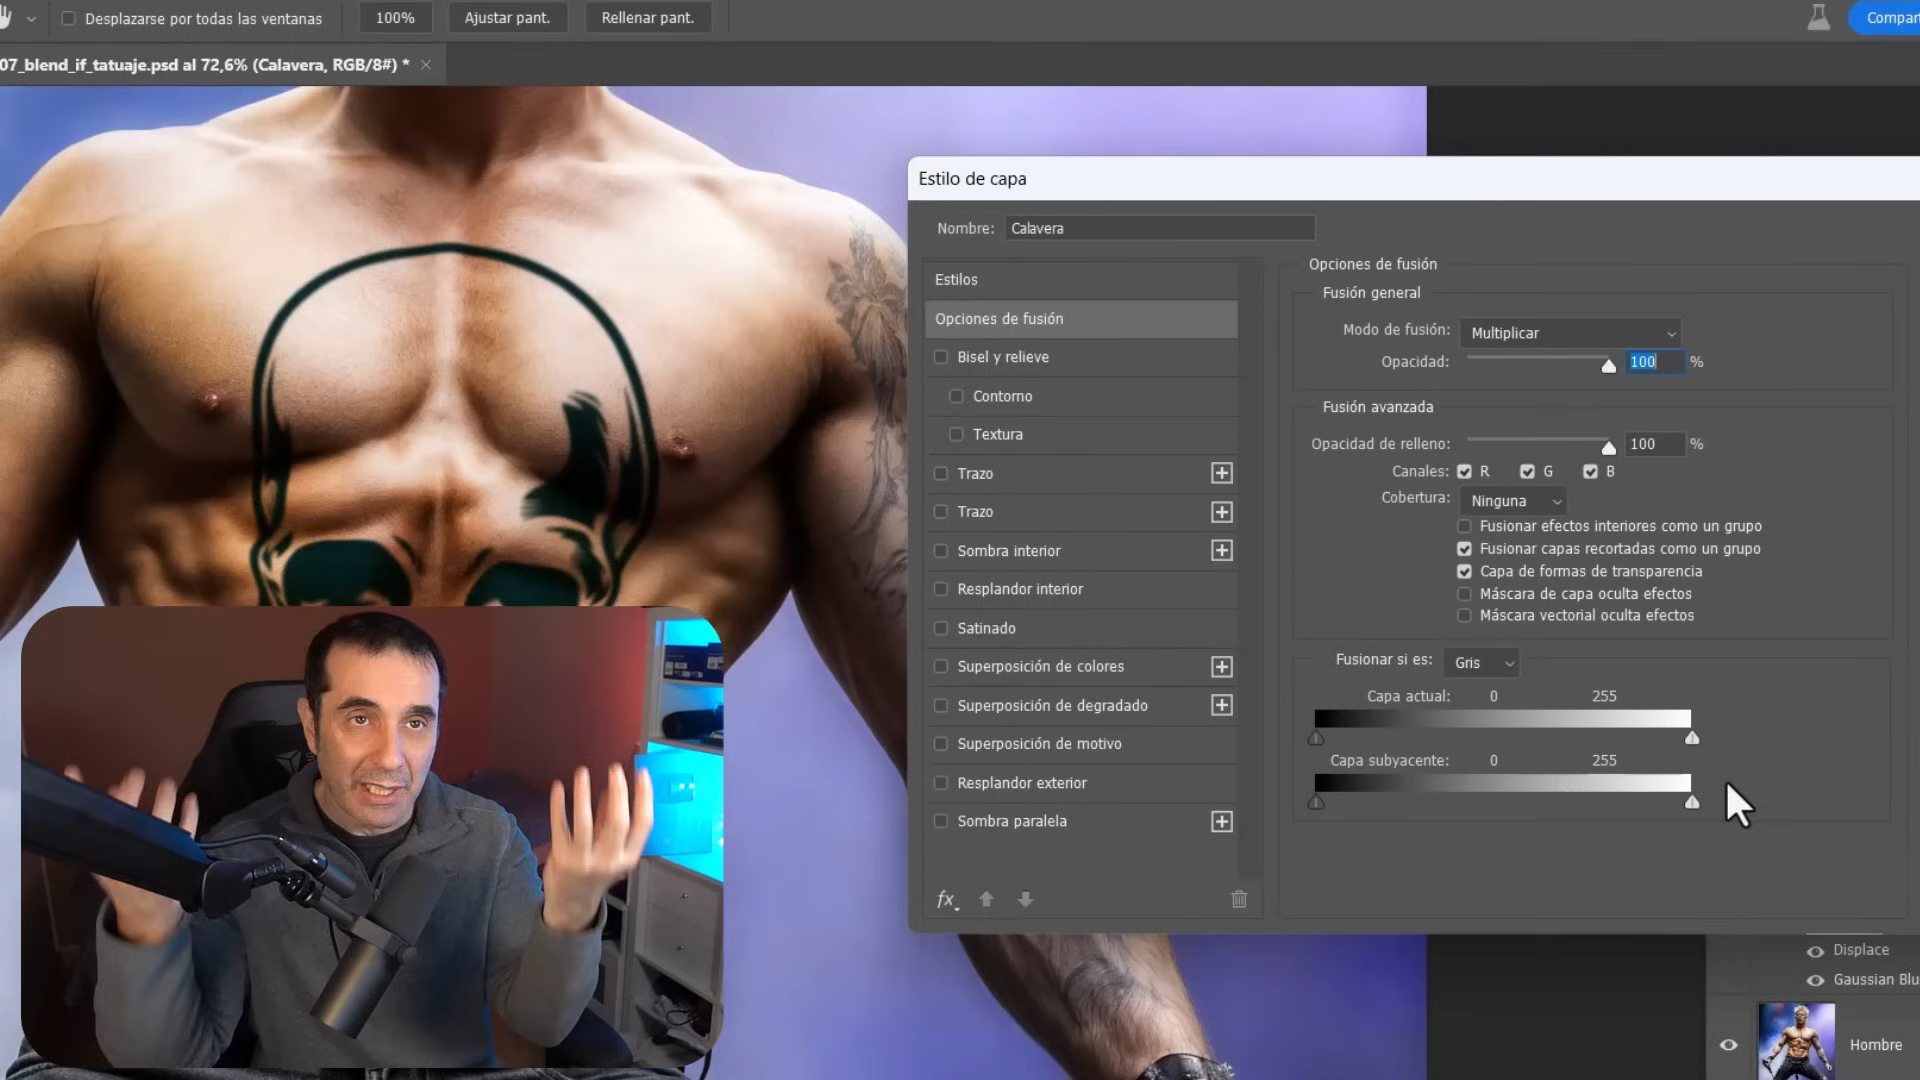 Desplazarse por todas las ventanas
100%
Ajustar pant.
Rellenar pant.
Compart
07_blend_if_tatuaje.psd al 72,6% (Calavera, RGB/8#) *
Estilo de capa
Nombre: Calavera
Estilos
Opciones de fusión
Bisel y relieve
Contorno
Textura
Trazo
Trazo
Sombra interior
Resplandor interior
Satinado
Superposición de colores
Superposición de degradado
Superposición de motivo
Resplandor exterior
Sombra paralela
fx
Opciones de fusión
Fusión general
Modo de fusión: Multiplicar
Opacidad: 100 %
Fusión avanzada
Opacidad de relleno: 100 %
Canales: R G B
Cobertura: Ninguna
Fusionar efectos interiores como un grupo
Fusionar capas recortadas como un grupo
Capa de formas de transparencia
Máscara de capa oculta efectos
Máscara vectorial oculta efectos
Fusionar si es: Gris
Capa actual: 0 255
Capa subyacente: 0 255
Displace
Gaussian Blu
Hombre